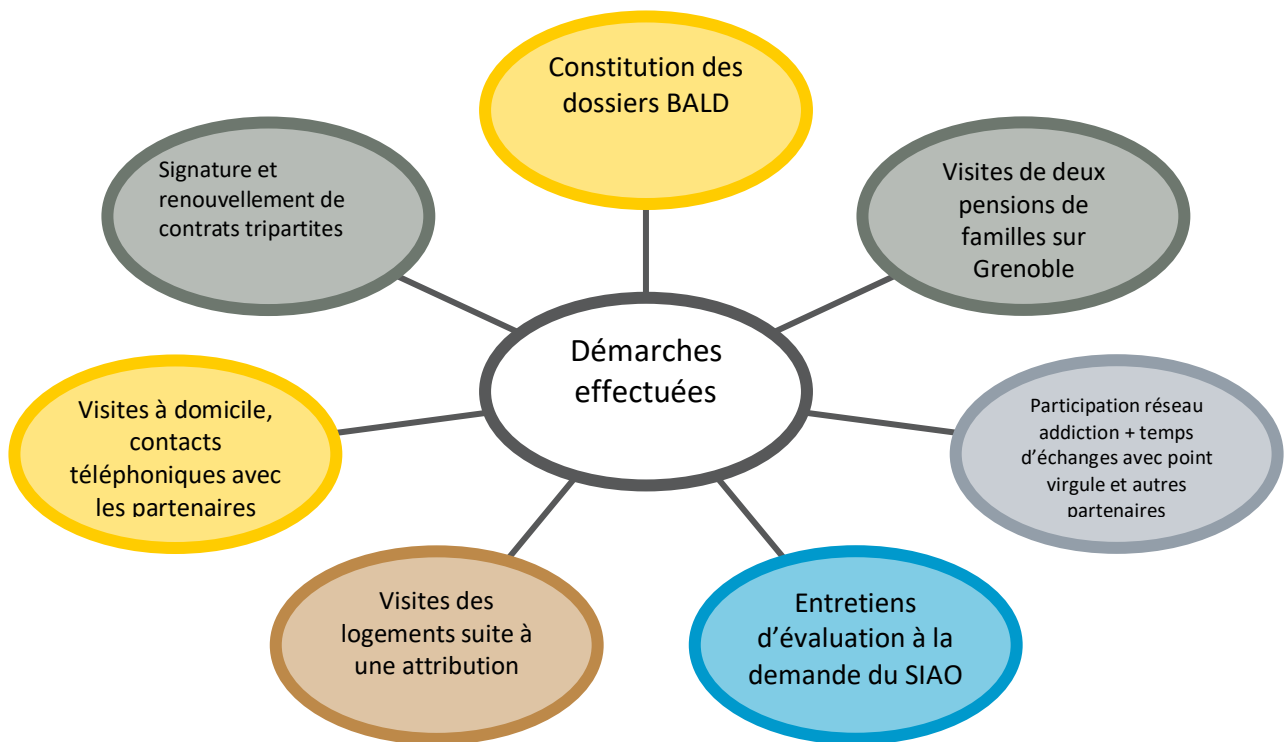 Constitution des
dossiers BALD
Signature et
renouvellement de
contrats tripartites
Visites de deux
pensions de
familles sur
Grenoble
Démarches
effectuées
Visites à domicile,
contacts
téléphoniques avec
les partenaires
Participation réseau
addiction + temps
d’échanges avec point
virgule et autres
partenaires
Visites des
logements suite à
une attribution
Entretiens
d’évaluation à la
demande du SIAO